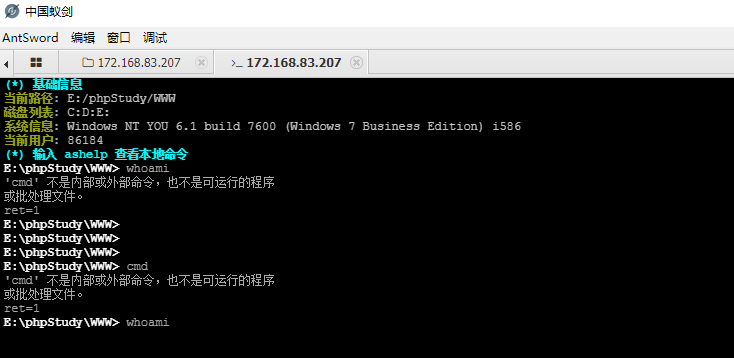 中国蚁剑
AntSword 编辑 窗口 调试
172.168.83.207 172.168.83.207
(*) 基础信息
当前路径: E:/phpStudy/WWW
磁盘列表: C:D:E:
系统信息: Windows NT YOU 6.1 build 7600 (Windows 7 Business Edition) i586
当前用户: 86184
(*) 输入 ashelp 查看本地命令
E:\phpStudy\WWW> whoami
'cmd' 不是内部或外部命令，也不是可运行的程序
或批处理文件。
ret=1
E:\phpStudy\WWW>
E:\phpStudy\WWW>
E:\phpStudy\WWW>
E:\phpStudy\WWW> cmd
'cmd' 不是内部或外部命令，也不是可运行的程序
或批处理文件。
ret=1
E:\phpStudy\WWW> whoami